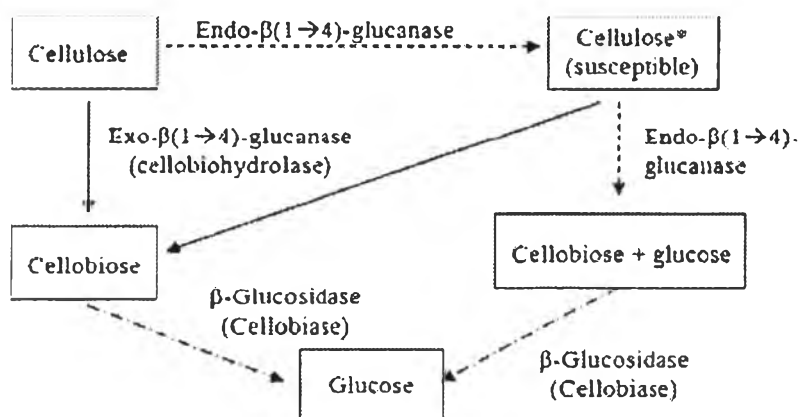 Endo-β(1→4)-glucanase
Cellulose
Cellulose*
(susceptible)
Exo-β(1→4)-glucanase
(cellobiohydrolase)
Endo-β(1→4)-
glucanase
Cellobiose
Cellobiose + glucose
β-Glucosidase
(Cellobiase)
β-Glucosidase
(Cellobiase)
Glucose